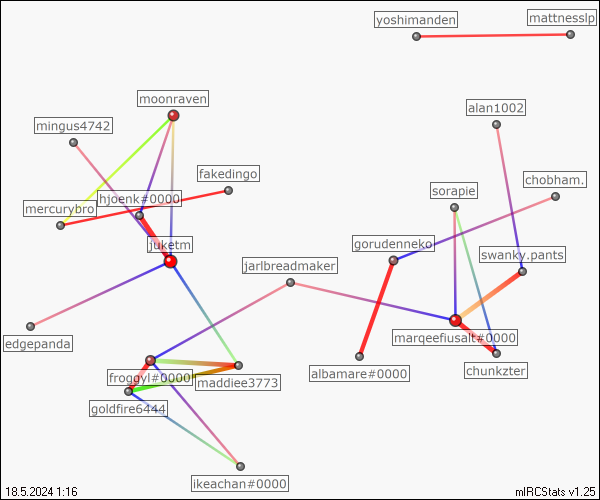 yoshimanden
mattnesslp
moonraven
alan1002
mingus4742
fakedingo
chobham.
hjoenk#0000
sorapie
mercurybro
juketm
gorudenneko
swanky.pants
jarlbreadmaker
edgepanda
marqeefiusalt#0000
froggyl#0000
maddiee3773
albamare#0000
chunkzter
goldfire6444
ikeachan#0000
18.5.2024 1:16
mIRCStats v1.25